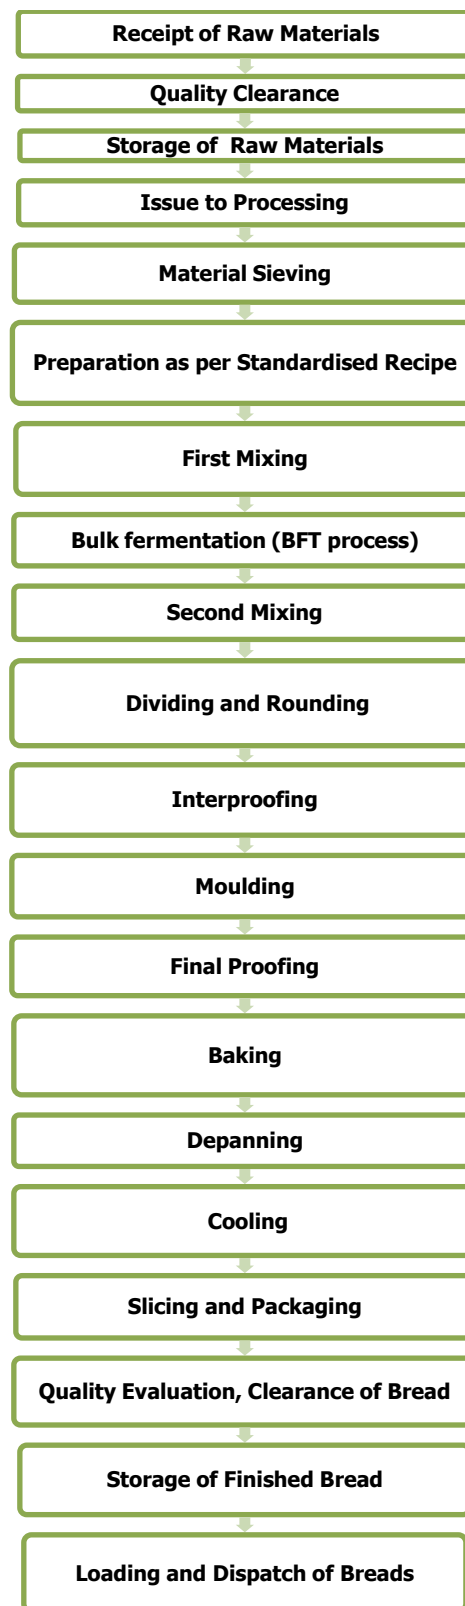 Receipt of Raw Materials
Quality Clearance
Storage of Raw Materials
Issue to Processing
Material Sieving
Preparation as per Standardised Recipe
First Mixing
Bulk fermentation (BFT process)
Second Mixing
Dividing and Rounding
Interproofing
Moulding
Final Proofing
Baking
Depanning
Cooling
Slicing and Packaging
Quality Evaluation, Clearance of Bread
Storage of Finished Bread
Loading and Dispatch of Breads